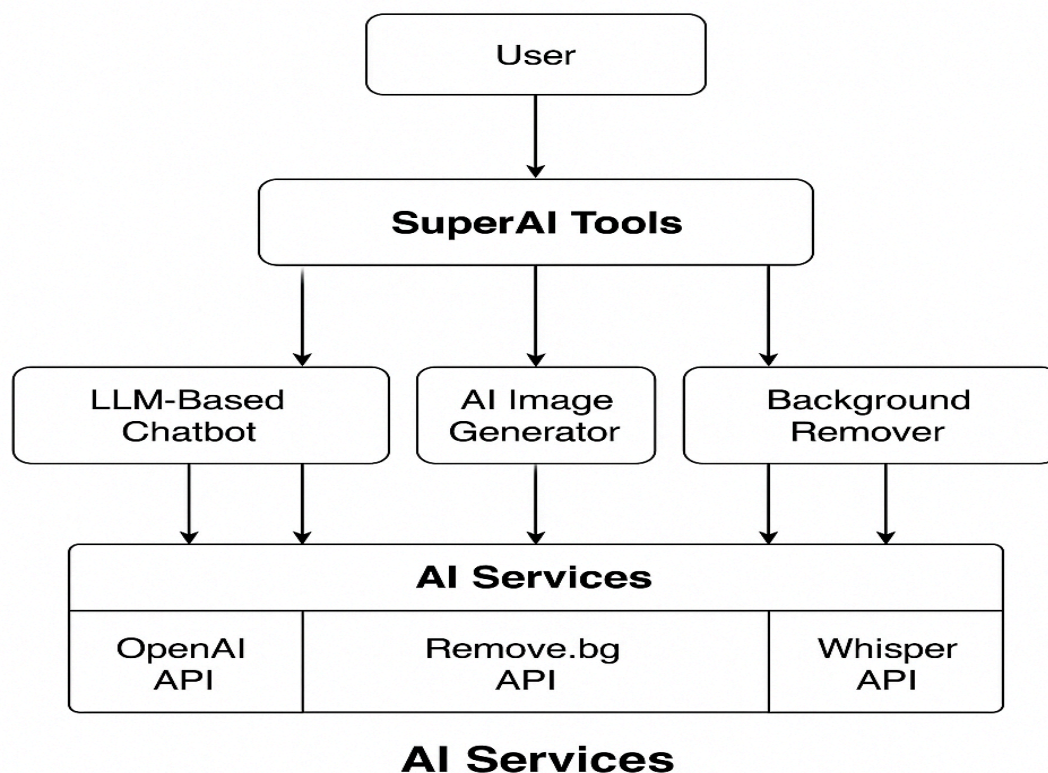 User
SuperAI Tools
LLM-Based
Chatbot
AI Image
Generator
Background
Remover
AI Services
OpenAI
API
Remove.bg
API
Whisper
API
AI Services